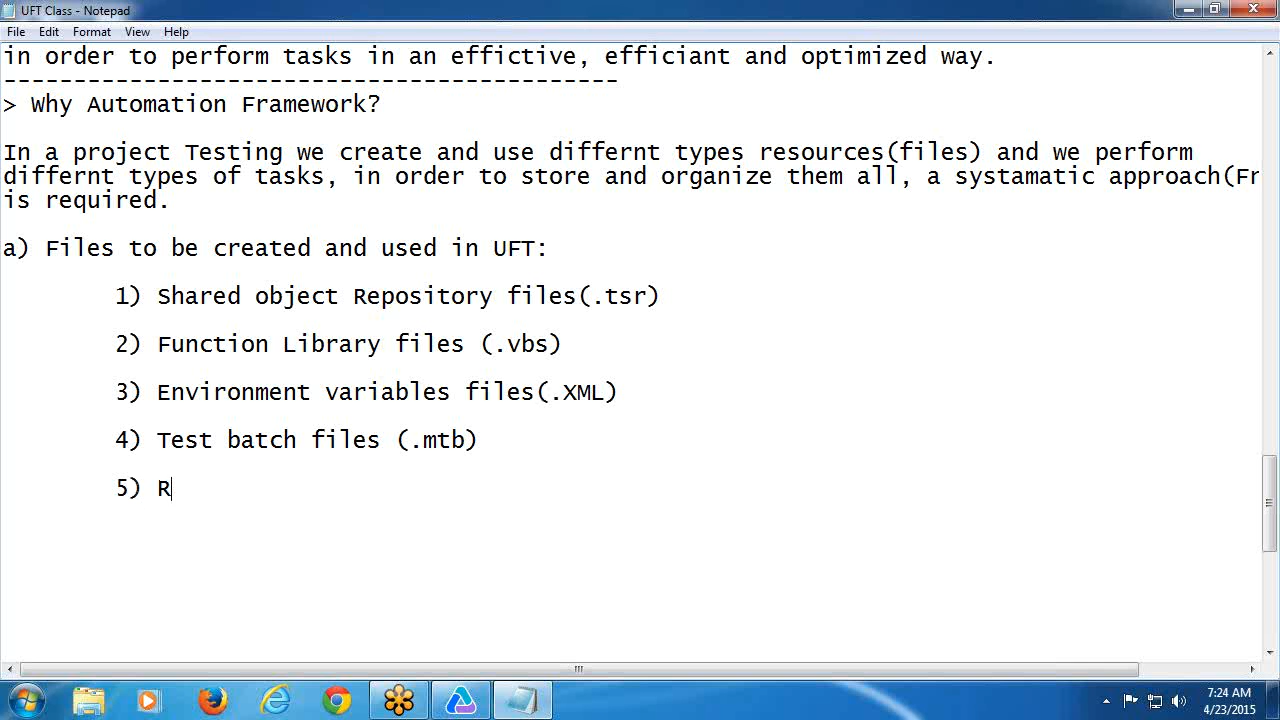 UFT Class - Notepad
File Edit Format View Help
in order to perform tasks in an effictive, efficiant and optimized way.
--------------------------------------------
> Why Automation Framework?
In a project Testing we create and use differnt types resources(files) and we perform
differnt types of tasks, in order to store and organize them all, a systamatic approach(Fr
is required.
a) Files to be created and used in UFT:
1) Shared object Repository files(.tsr)
2) Function Library files (.vbs)
3) Environment variables files(.XML)
4) Test batch files (.mtb)
5) R
7:24 AM
4/23/2015